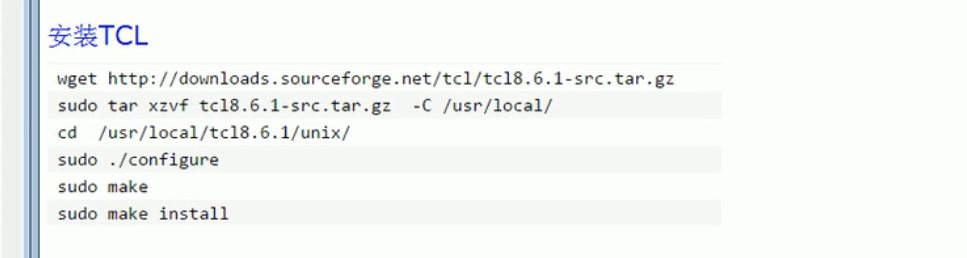 安装TCL
wget http://downloads.sourceforge.net/tcl/tcl8.6.1-src.tar.gz
sudo tar xzvf tcl8.6.1-src.tar.gz  -C /usr/local/
cd  /usr/local/tcl8.6.1/unix/
sudo ./configure
sudo make
sudo make install